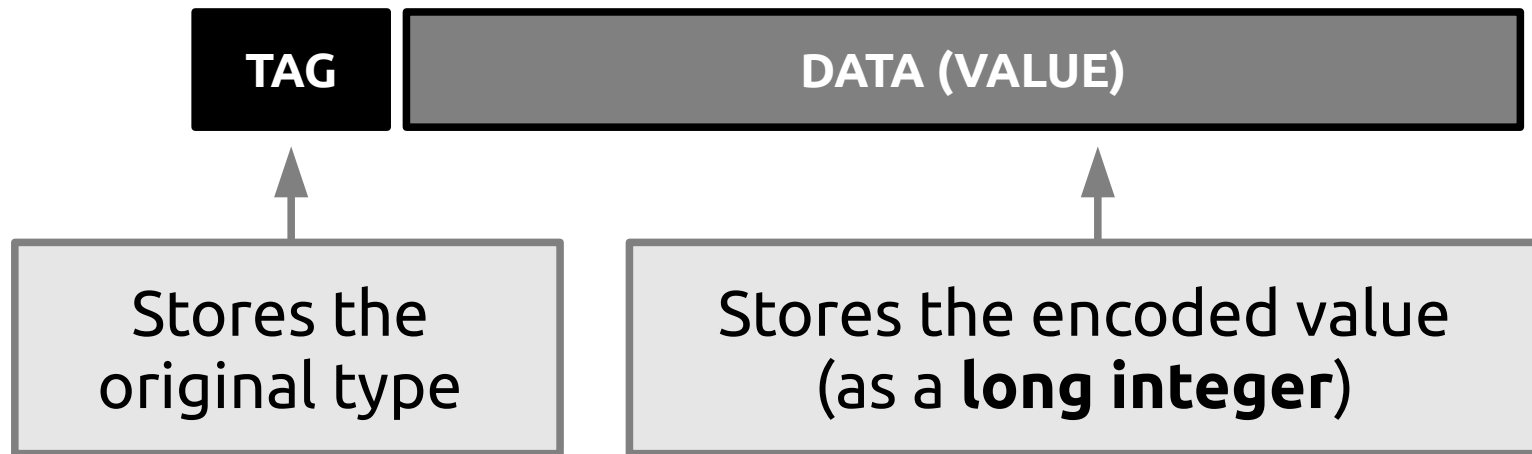 TAG
DATA (VALUE)
Stores the
original type
Stores the encoded value
(as a long integer)